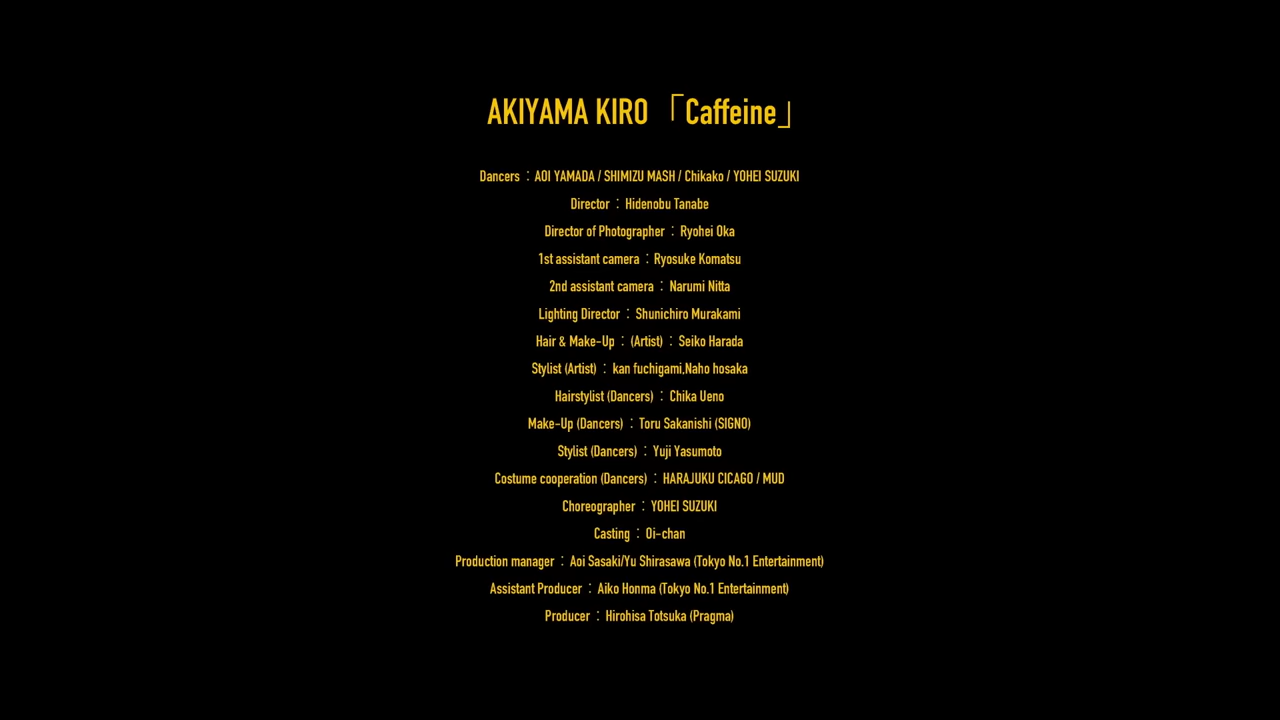 AKIYAMA KIRO 「Caffeine」
Dancers : AOI YAMADA / SHIMIZU MASH / Chikako / YOHEI SUZUKI
Director : Hidenobu Tanabe
Director of Photographer : Ryohei Oka
1st assistant camera : Ryosuke Komatsu
2nd assistant camera : Narumi Nitta
Lighting Director : Shunichiro Murakami
Hair & Make-Up : (Artist) : Seiko Harada
Stylist (Artist) : kan fuchigami,Naho hosaka
Hairstylist (Dancers) : Chika Ueno
Make-Up (Dancers) : Toru Sakanishi (SIGNO)
Stylist (Dancers) : Yuji Yasumoto
Costume cooperation (Dancers) : HARAJUKU CICAGO / MUD
Choreographer : YOHEI SUZUKI
Casting : Oi-chan
Production manager : Aoi Sasaki/Yu Shirasawa (Tokyo No.1 Entertainment)
Assistant Producer : Aiko Honma (Tokyo No.1 Entertainment)
Producer : Hirohisa Totsuka (Pragma)